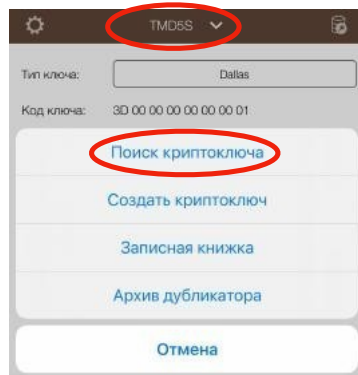 TMD5S
Тип ключа: Dallas
Код ключа: 3D 00 00 00 00 00 00 01
Поиск криптоключа
Создать криптоключ
Записная книжка
Архив дубликатора
Отмена